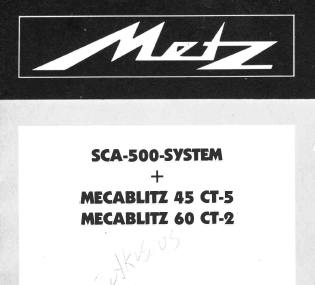 Metz
SCA-500-SYSTEM
+
MECABLITZ 45 CT-5
MECABLITZ 60 CT-2